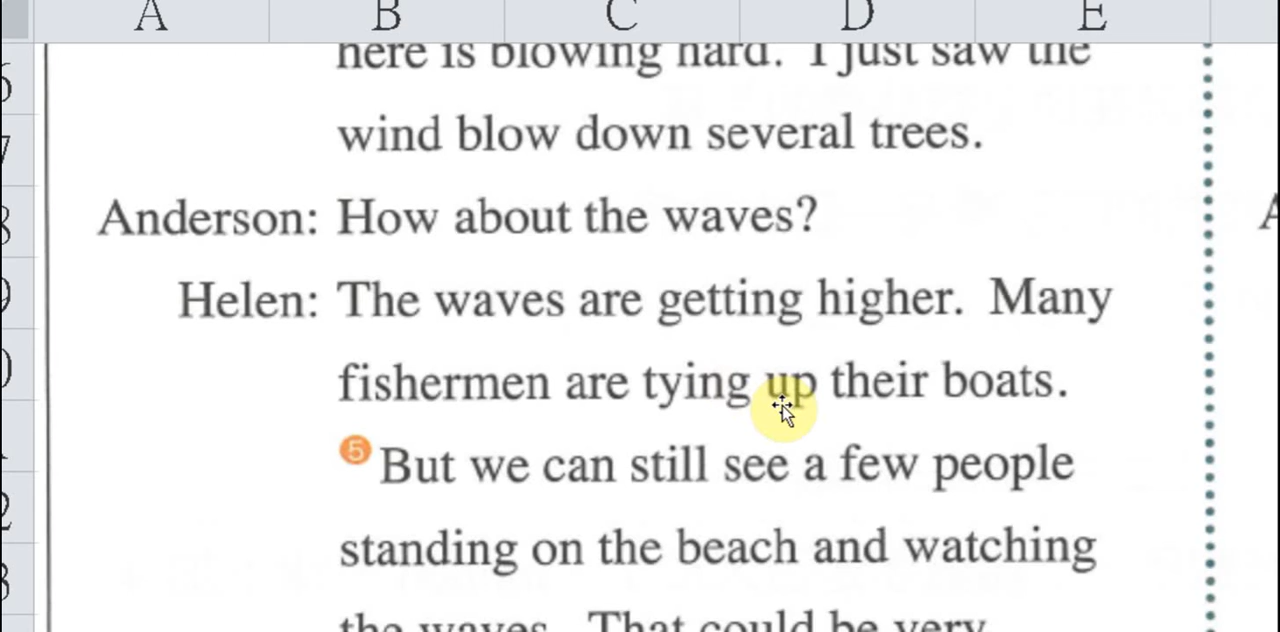 A B C D E
here is blowing hard. I just saw the
wind blow down several trees.
Anderson: How about the waves?
Helen: The waves are getting higher. Many
fishermen are tying up their boats.
5 But we can still see a few people
standing on the beach and watching
the waves. That could be very